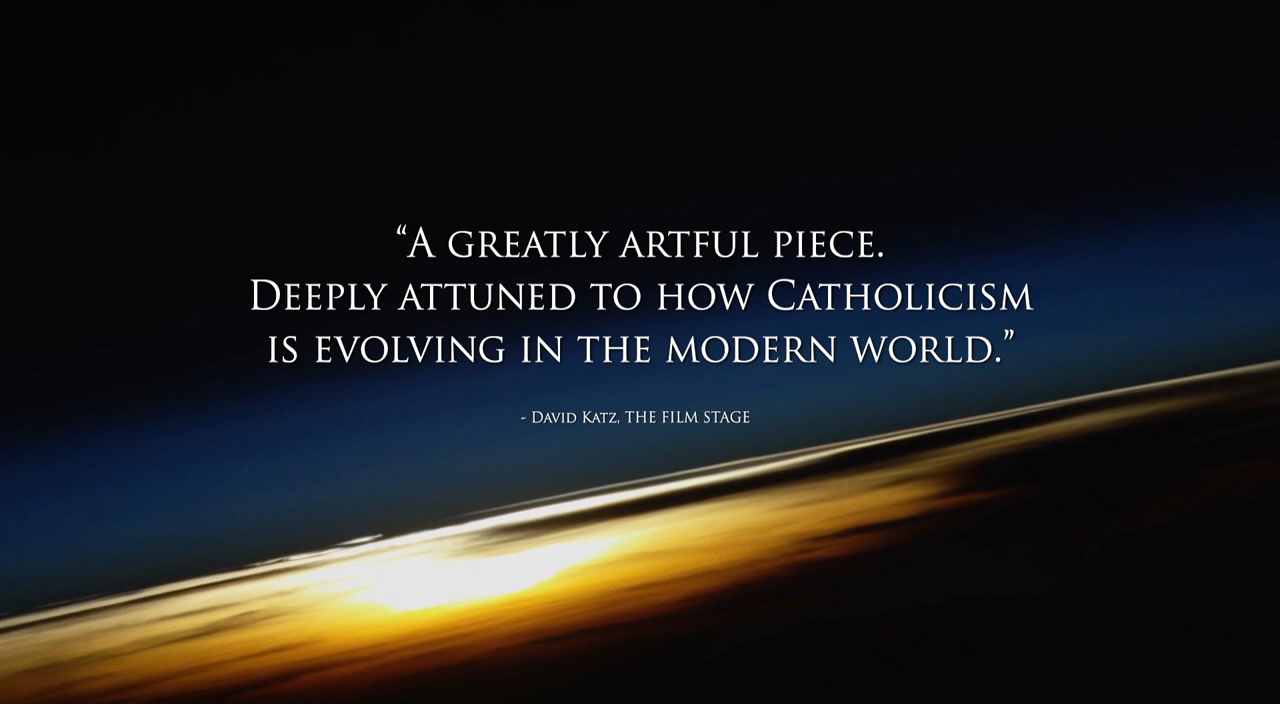 “A GREATLY ARTFUL PIECE.
DEEPLY ATTUNED TO HOW CATHOLICISM
IS EVOLVING IN THE MODERN WORLD.”
- DAVID KATZ, THE FILM STAGE